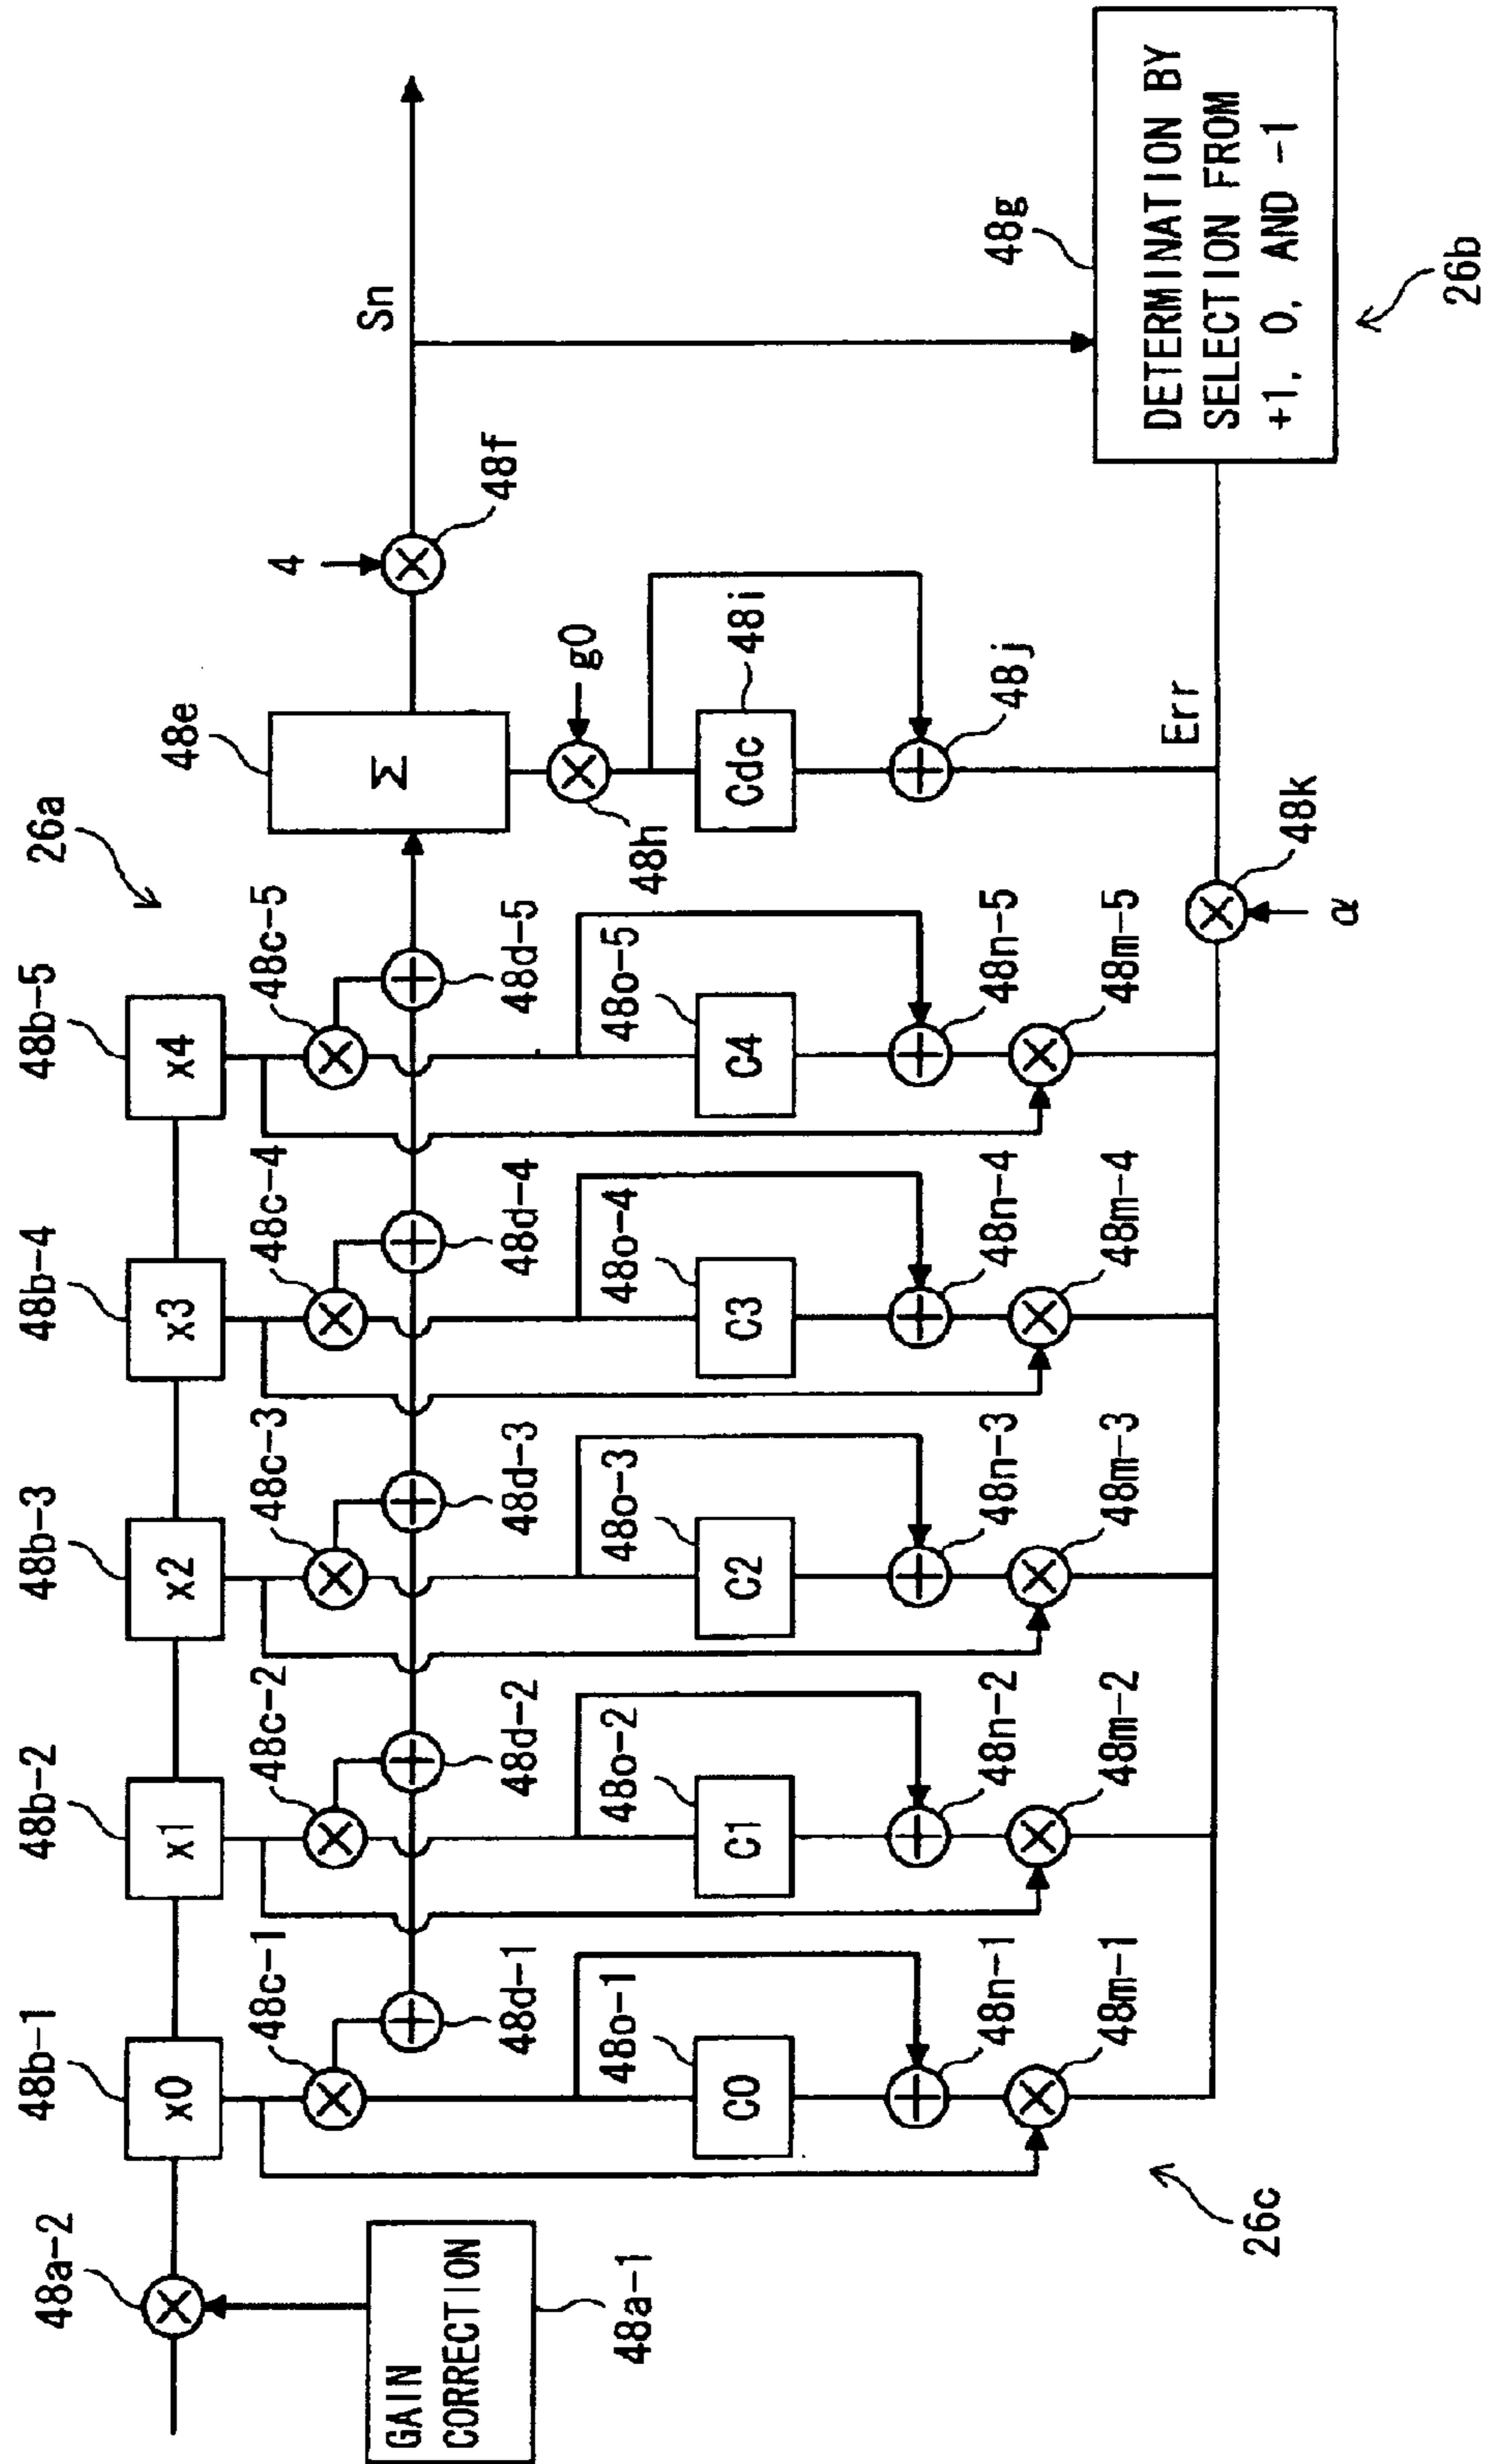 48a-2
GAIN
CORRECTION
48a-1
48b-1
48b-2
48b-3
48b-4
48b-5
x0
x1
x2
x3
x4
26a
48c-1
48c-2
48c-3
48c-4
48c-5
48d-1
48d-2
48d-3
48d-4
48d-5
48e
Σ
4
48f
Sn
g0
48h
48o-1
48o-2
48o-3
48o-4
48o-5
C0
C1
C2
C3
C4
Cdc
48i
48j
48n-1
48n-2
48n-3
48n-4
48n-5
48m-1
48m-2
48m-3
48m-4
48m-5
Err
48k
α
48g
DETERMINATION BY
SELECTION FROM
+1, 0, AND -1
26b
26c